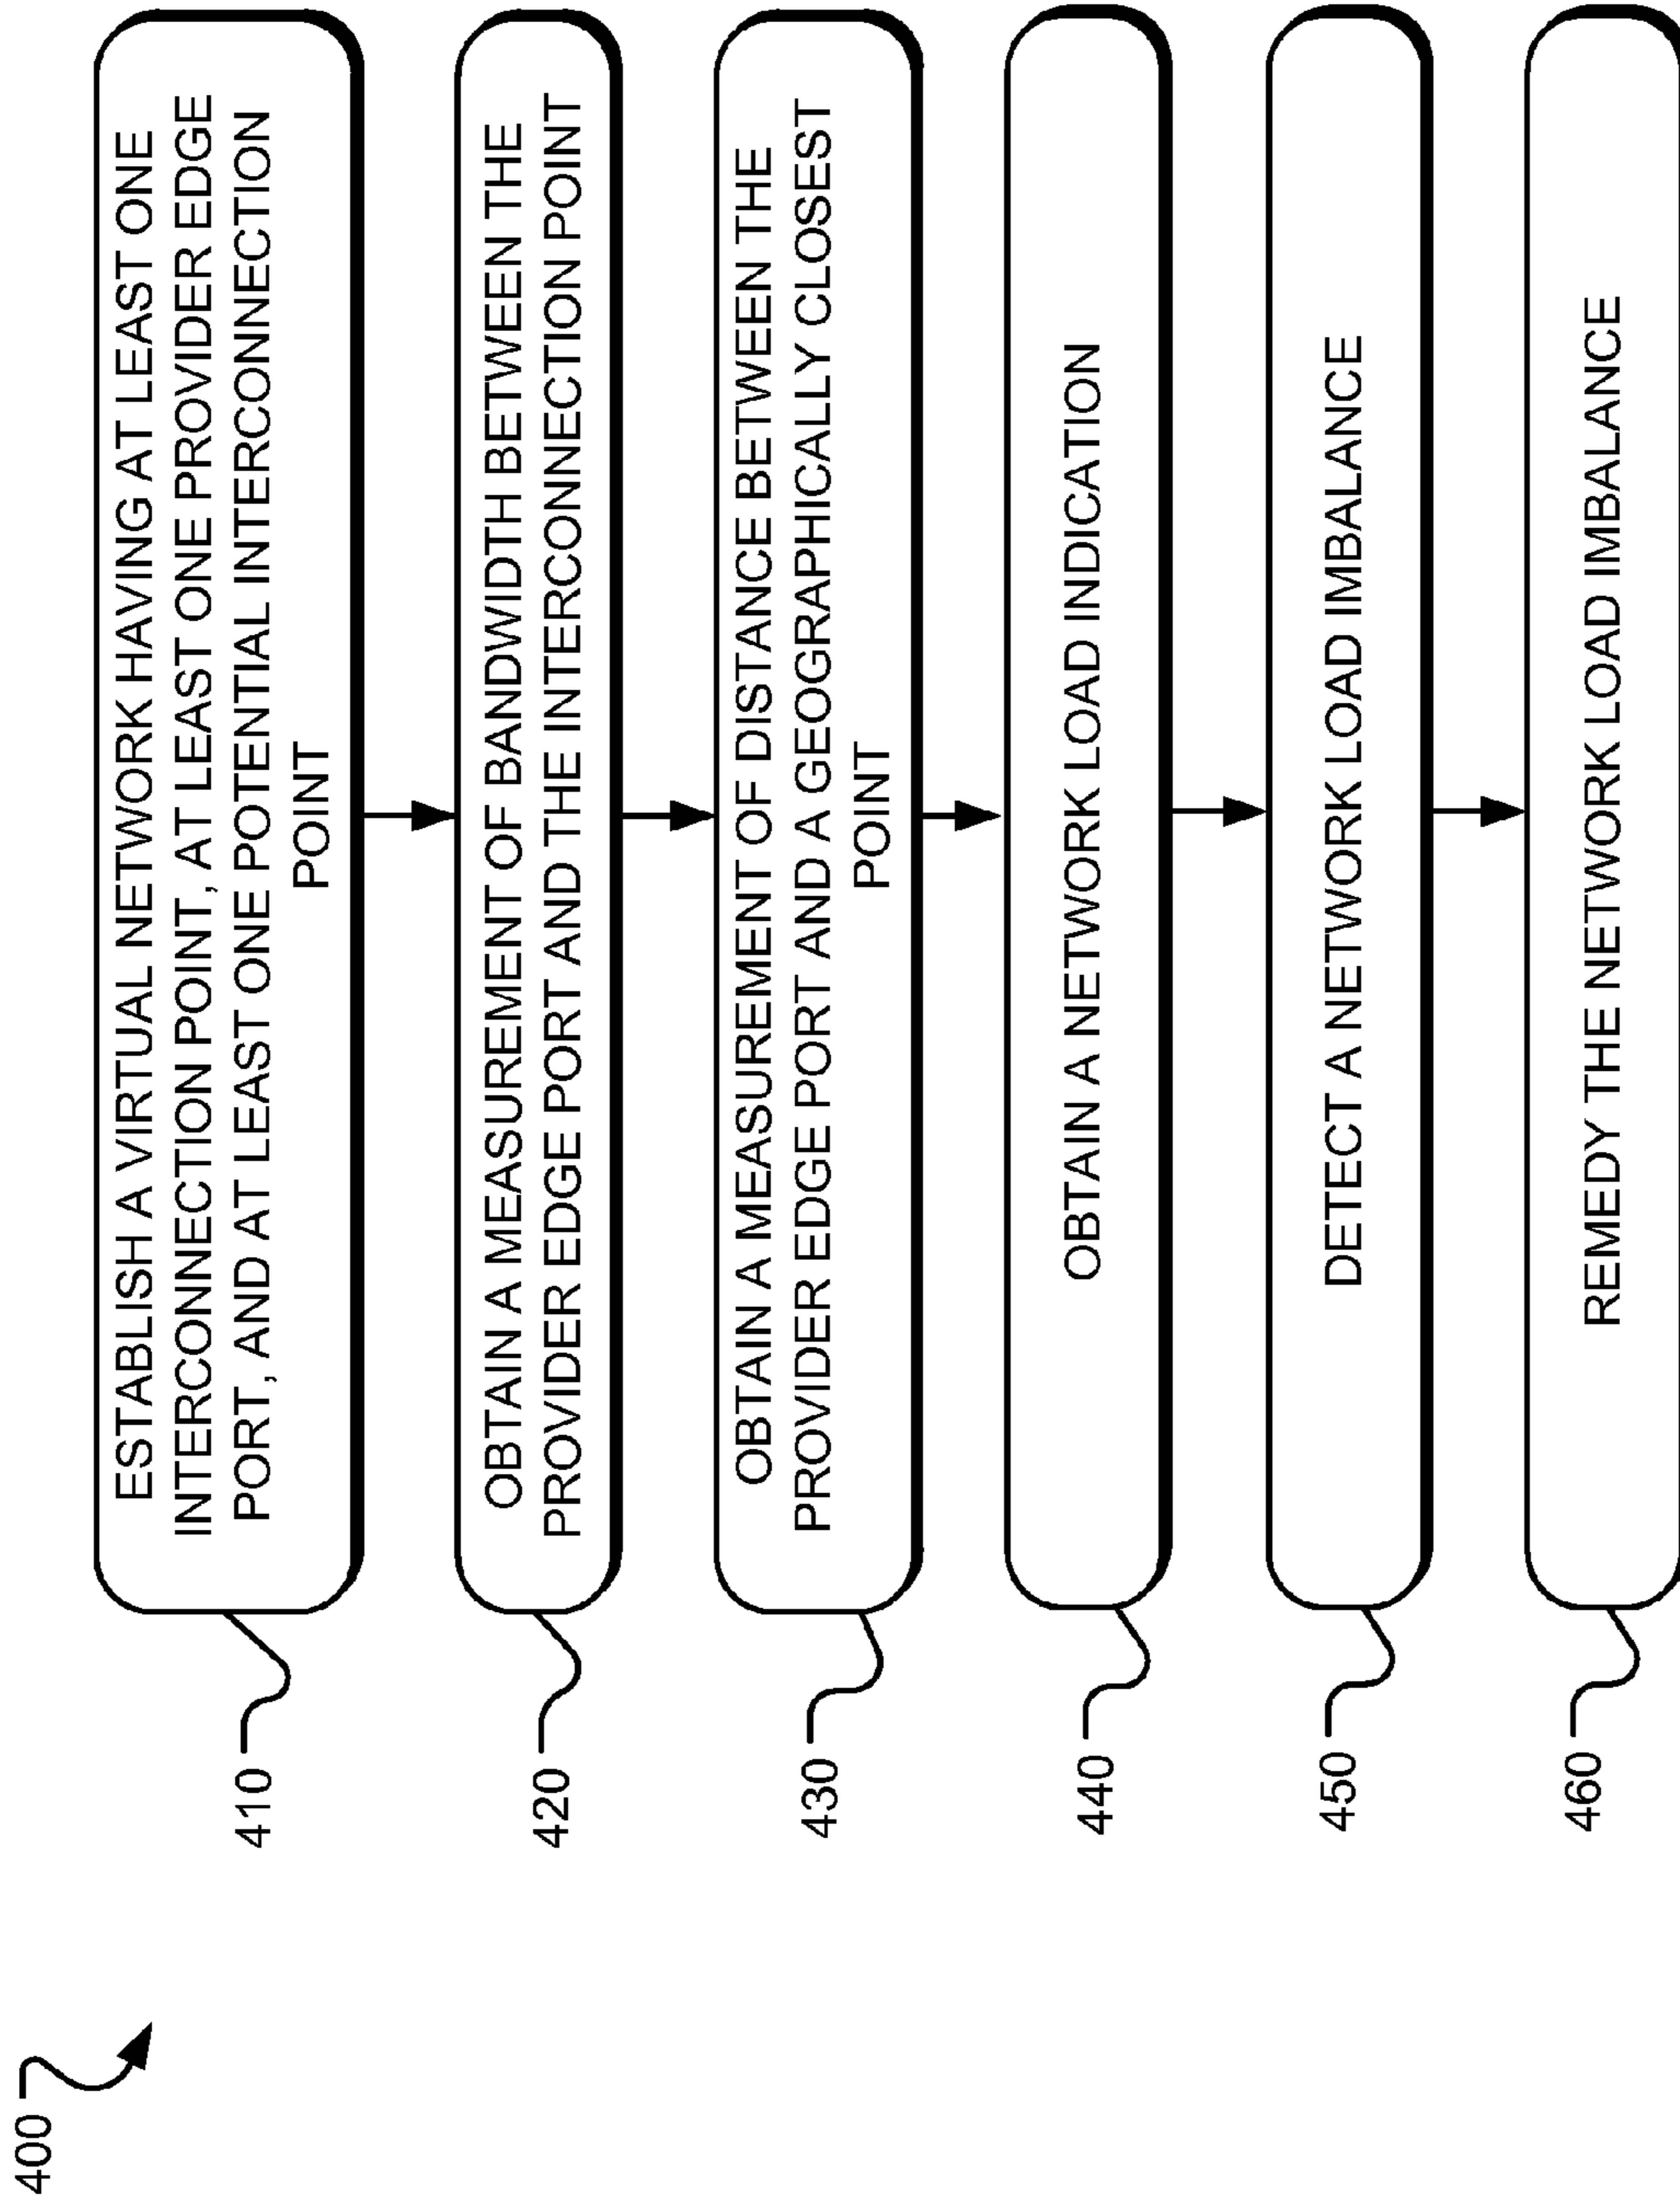 400
410
ESTABLISH A VIRTUAL NETWORK HAVING AT LEAST ONE
INTERCONNECTION POINT, AT LEAST ONE PROVIDER EDGE
PORT, AND AT LEAST ONE POTENTIAL INTERCONNECTION
POINT
420
OBTAIN A MEASUREMENT OF BANDWIDTH BETWEEN THE
PROVIDER EDGE PORT AND THE INTERCONNECTION POINT
430
OBTAIN A MEASUREMENT OF DISTANCE BETWEEN THE
PROVIDER EDGE PORT AND A GEOGRAPHICALLY CLOSEST
POINT
440
OBTAIN A NETWORK LOAD INDICATION
450
DETECT A NETWORK LOAD IMBALANCE
460
REMEDY THE NETWORK LOAD IMBALANCE